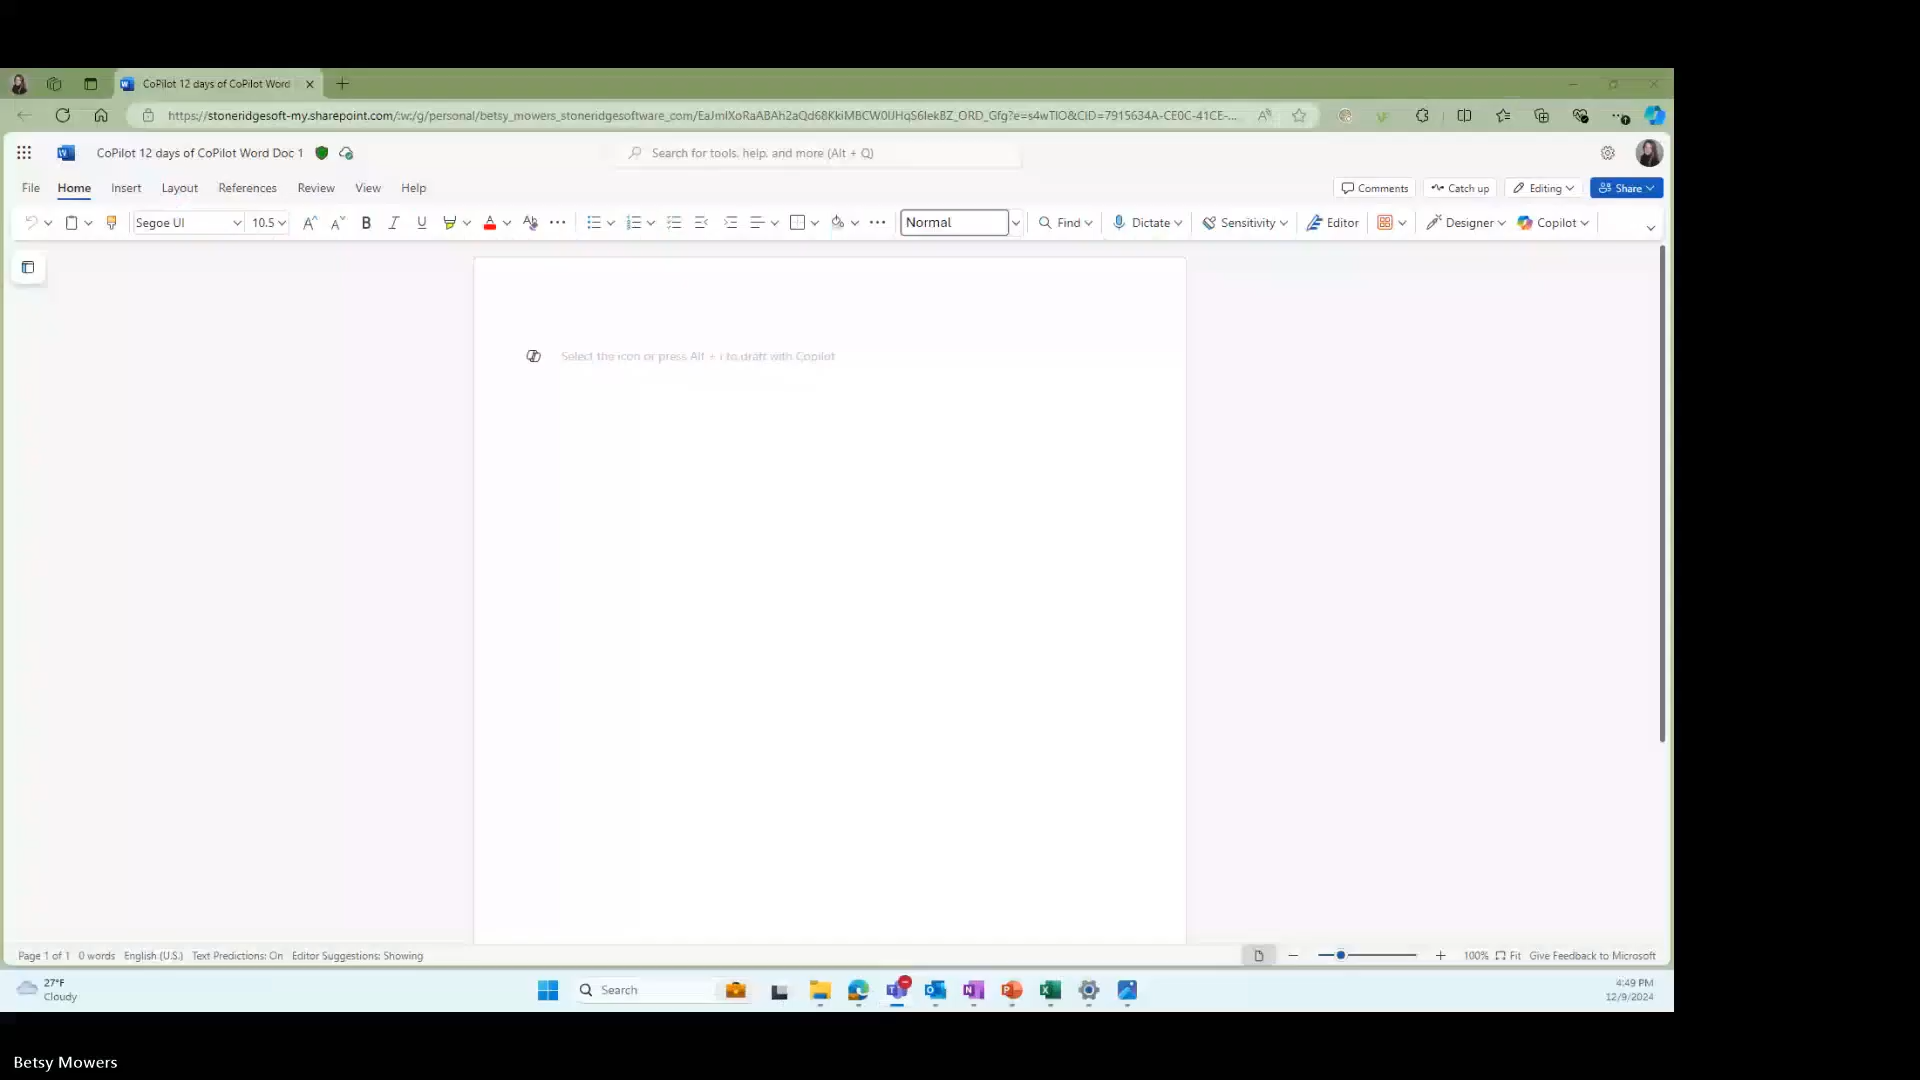 CoPilot 12 days of CoPilot Word
https://stoneridgesoft-my.sharepoint.com/:w:/g/personal/betsy_mowers_stoneridgesoftware_com/EaJmIXoRaABAh2aQd68KkiMBCW0IJHqS6lekBZ_ORD_Gfg?e=s4wTIO&CID=7915634A-CE0C-41CE-...
CoPilot 12 days of CoPilot Word Doc 1
Search for tools, help, and more (Alt + Q)
File Home Insert Layout References Review View Help
Comments Catch up Editing Share
Segoe UI 10.5 Normal Find Dictate Sensitivity Editor Designer Copilot
Select the icon or press Alt + i to draft with Copilot
Page 1 of 1 0 words English (U.S.) Text Predictions: On Editor Suggestions: Showing
100% Fit Give Feedback to Microsoft
27°F
Cloudy
Search
4:49 PM
12/9/2024
Betsy Mowers